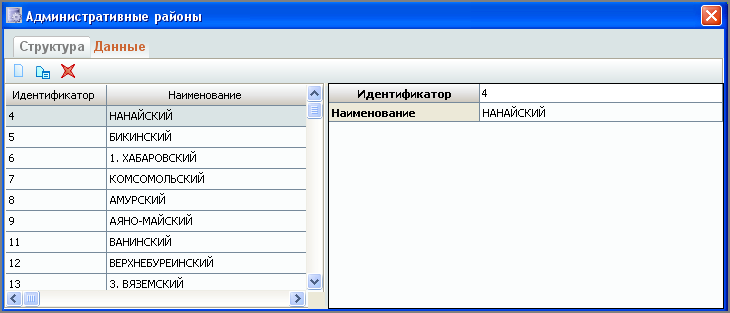 Административные районы
Структура Данные
Идентификатор Наименование
4 НАНАЙСКИЙ
5 БИКИНСКИЙ
6 1. ХАБАРОВСКИЙ
7 КОМСОМОЛЬСКИЙ
8 АМУРСКИЙ
9 АЯНО-МАЙСКИЙ
11 ВАНИНСКИЙ
12 ВЕРХНЕБУРЕИНСКИЙ
13 3. ВЯЗЕМСКИЙ
Идентификатор 4
Наименование НАНАЙСКИЙ